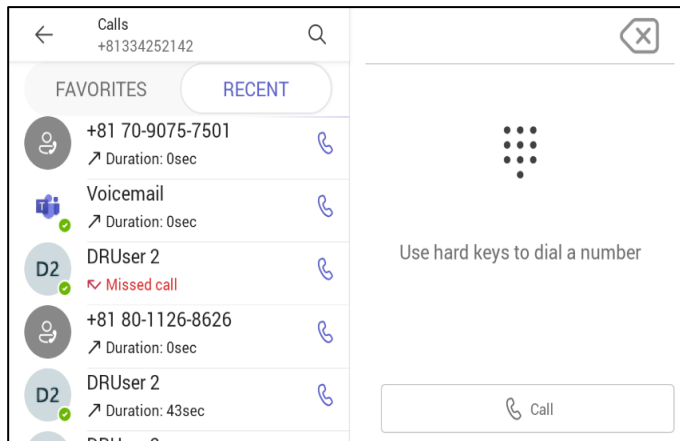 Calls
+81334252142
FAVORITES
RECENT
+81 70-9075-7501
Duration: 0sec
T
Voicemail
Duration: 0sec
D2
DRUser 2
Missed call
+81 80-1126-8626
Duration: 0sec
D2
DRUser 2
Duration: 43sec
Use hard keys to dial a number
Call